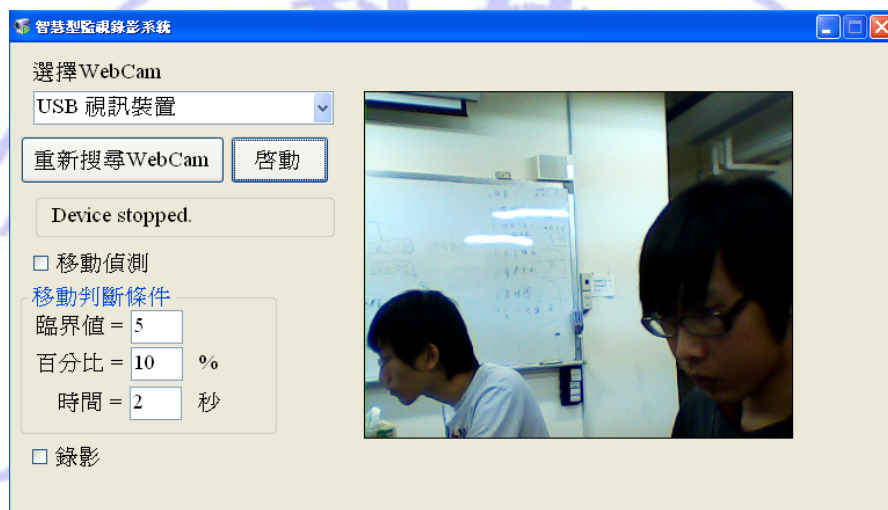 智慧型監視錄影系統
選擇WebCam
USB 視訊裝置
重新搜尋WebCam
啓動
Device stopped.
移動偵測
移動判斷條件
臨界值 = 5
百分比 = 10 %
時間 = 2 秒
錄影